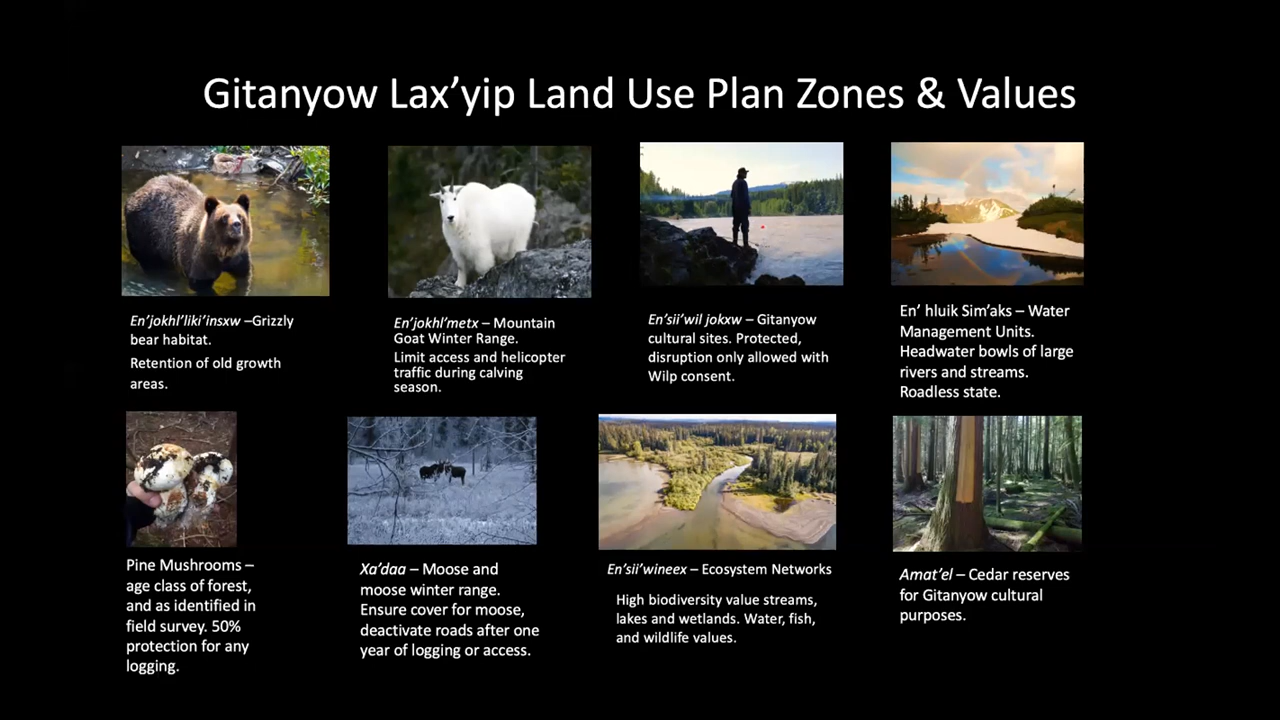 Gitanyow Lax’yip Land Use Plan Zones & Values
En’jokhl’liki’insxw –Grizzly
bear habitat.
Retention of old growth
areas.
En’jokhl’metx – Mountain
Goat Winter Range.
Limit access and helicopter
traffic during calving
season.
En’sii’wil jokxw – Gitanyow
cultural sites. Protected,
disruption only allowed with
Wilp consent.
En’ hluik Sim’aks – Water
Management Units.
Headwater bowls of large
rivers and streams.
Roadless state.
Pine Mushrooms –
age class of forest,
and as identified in
field survey. 50%
protection for any
logging.
Xa’daa – Moose and
moose winter range.
Ensure cover for moose,
deactivate roads after one
year of logging or access.
En’sii’wineex – Ecosystem Networks
High biodiversity value streams,
lakes and wetlands. Water, fish,
and wildlife values.
Amat’el – Cedar reserves
for Gitanyow cultural
purposes.